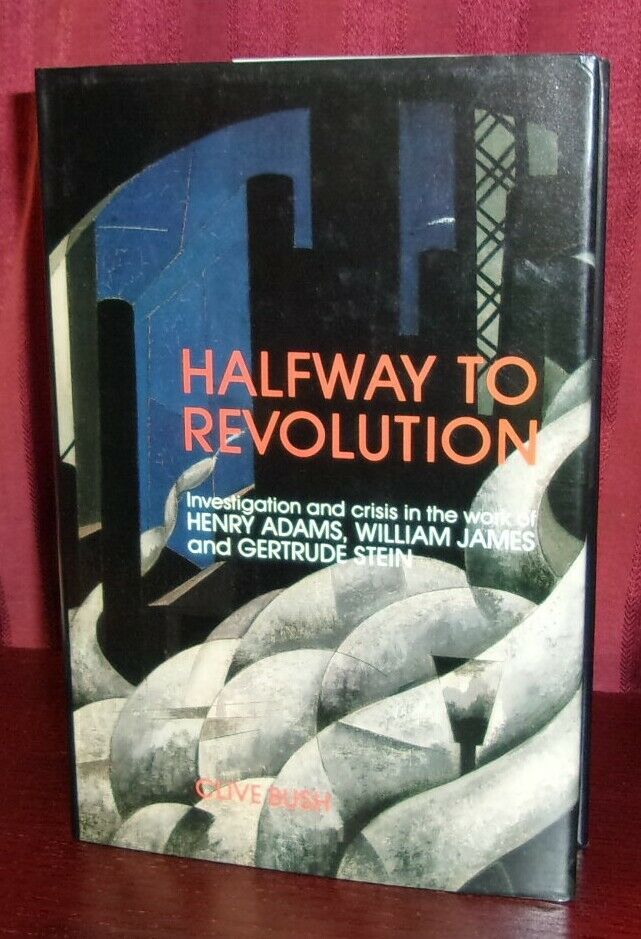 HALFWAY TO
REVOLUTION
Investigation and crisis in the work of
HENRY ADAMS, WILLIAM JAMES
and GERTRUDE STEIN
CLIVE BUSH